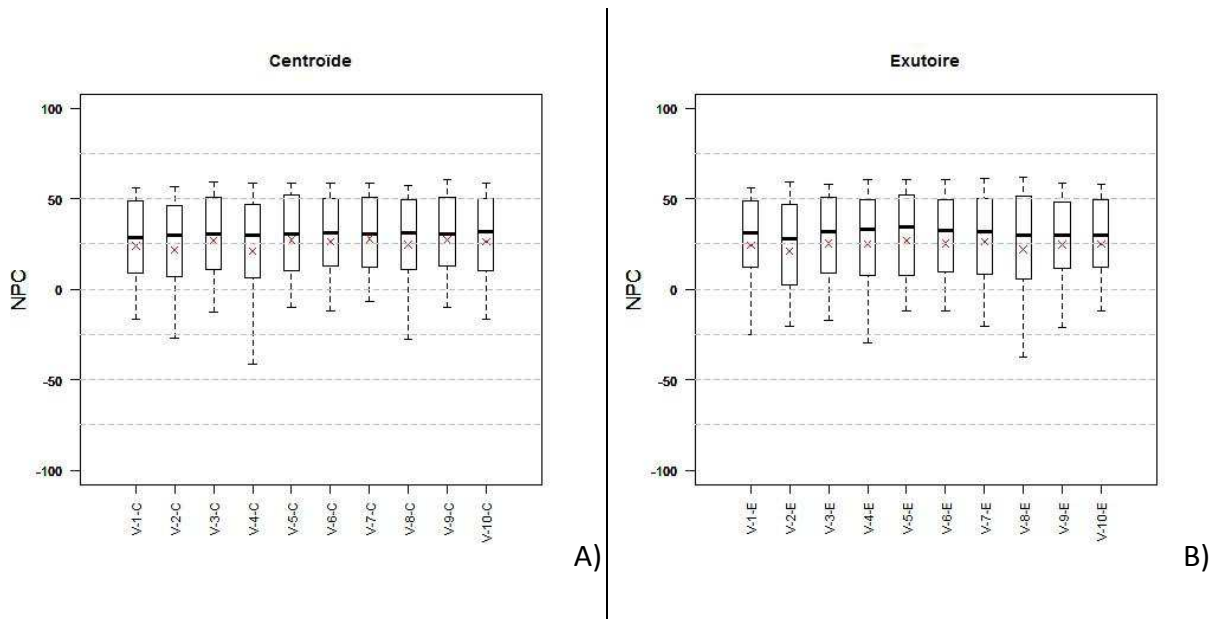 Centroïde
NPC
100
50
0
-50
-100
V-1-C
V-2-C
V-3-C
V-4-C
V-5-C
V-6-C
V-7-C
V-8-C
V-9-C
V-10-C
A)
Exutoire
NPC
100
50
0
-50
-100
V-1-E
V-2-E
V-3-E
V-4-E
V-5-E
V-6-E
V-7-E
V-8-E
V-9-E
V-10-E
B)